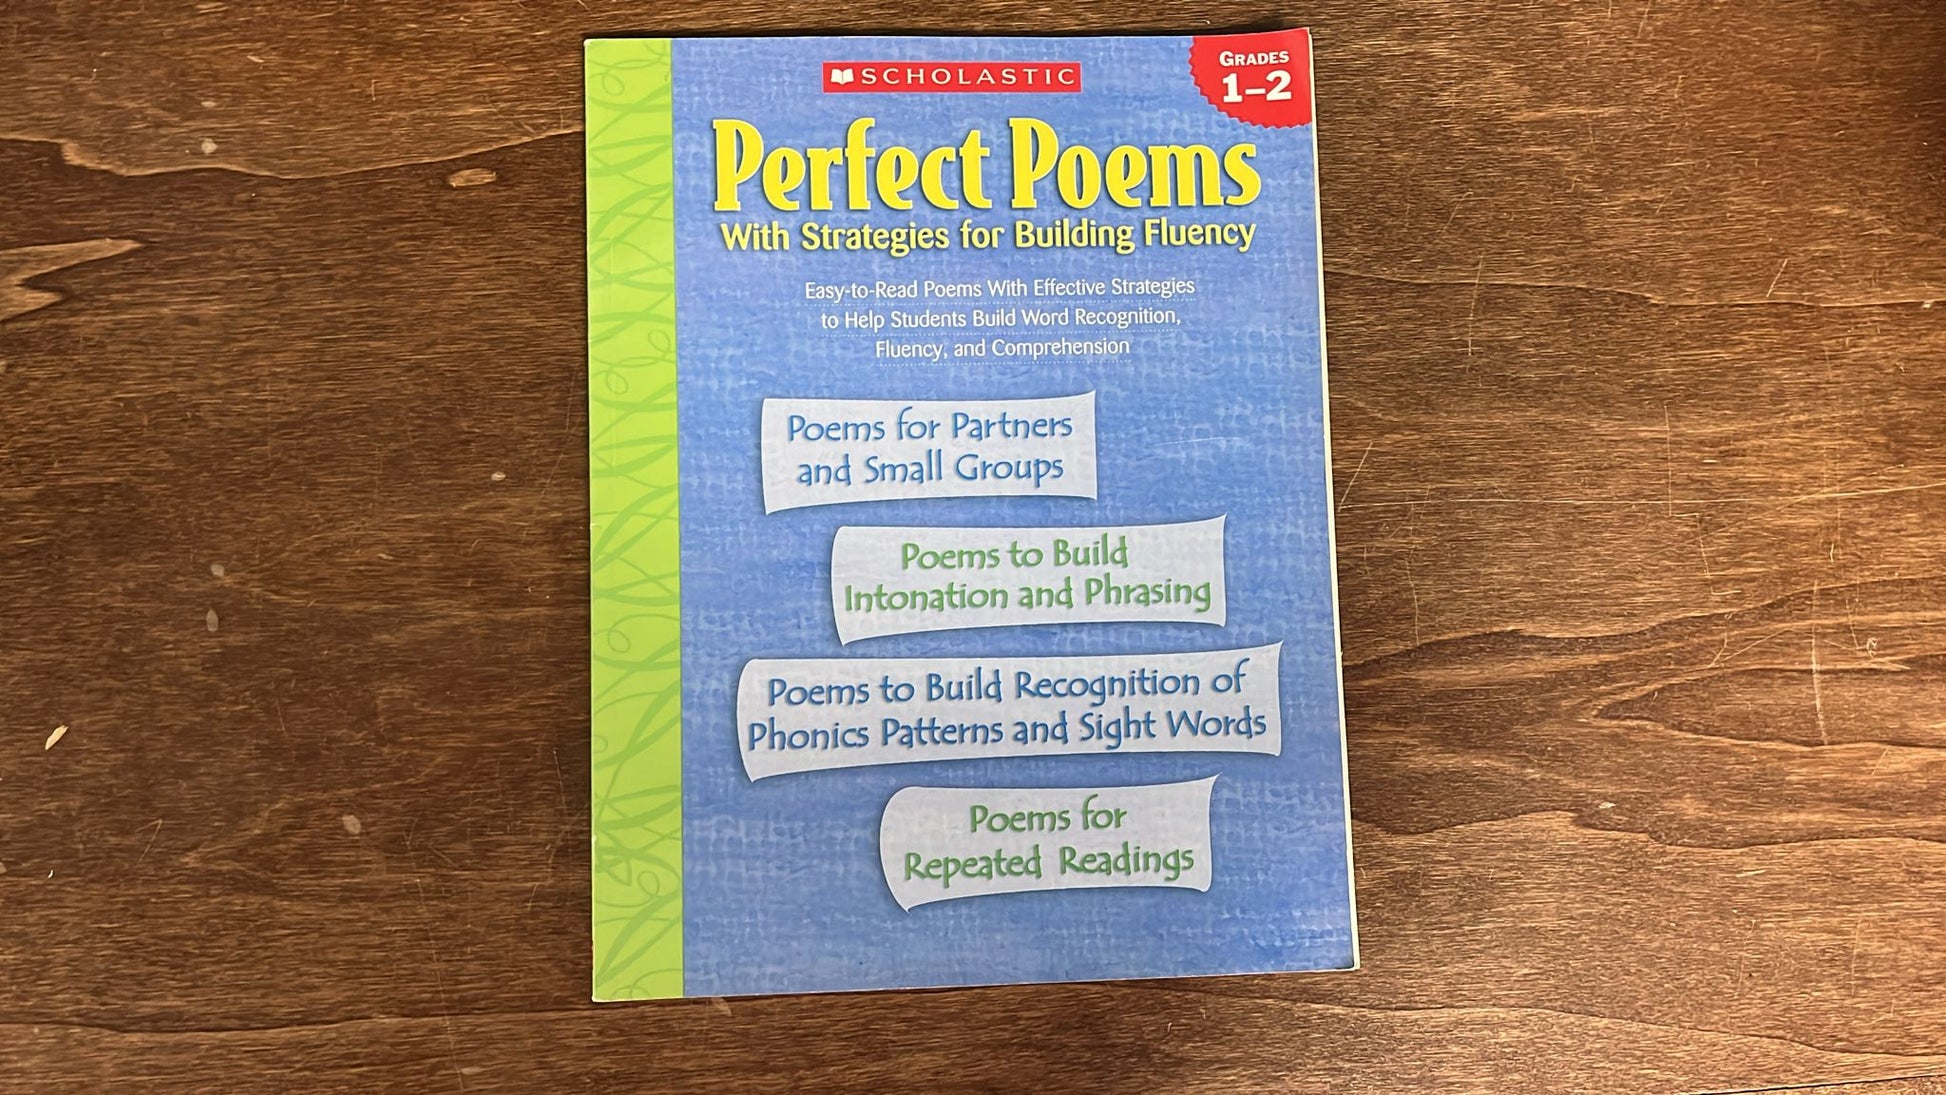 SCHOLASTIC
GRADES
1–2
Perfect Poems
With Strategies for Building Fluency
Easy-to-Read Poems With Effective Strategies
to Help Students Build Word Recognition,
Fluency, and Comprehension
Poems for Partners
and Small Groups
Poems to Build
Intonation and Phrasing
Poems to Build Recognition of
Phonics Patterns and Sight Words
Poems for
Repeated Readings